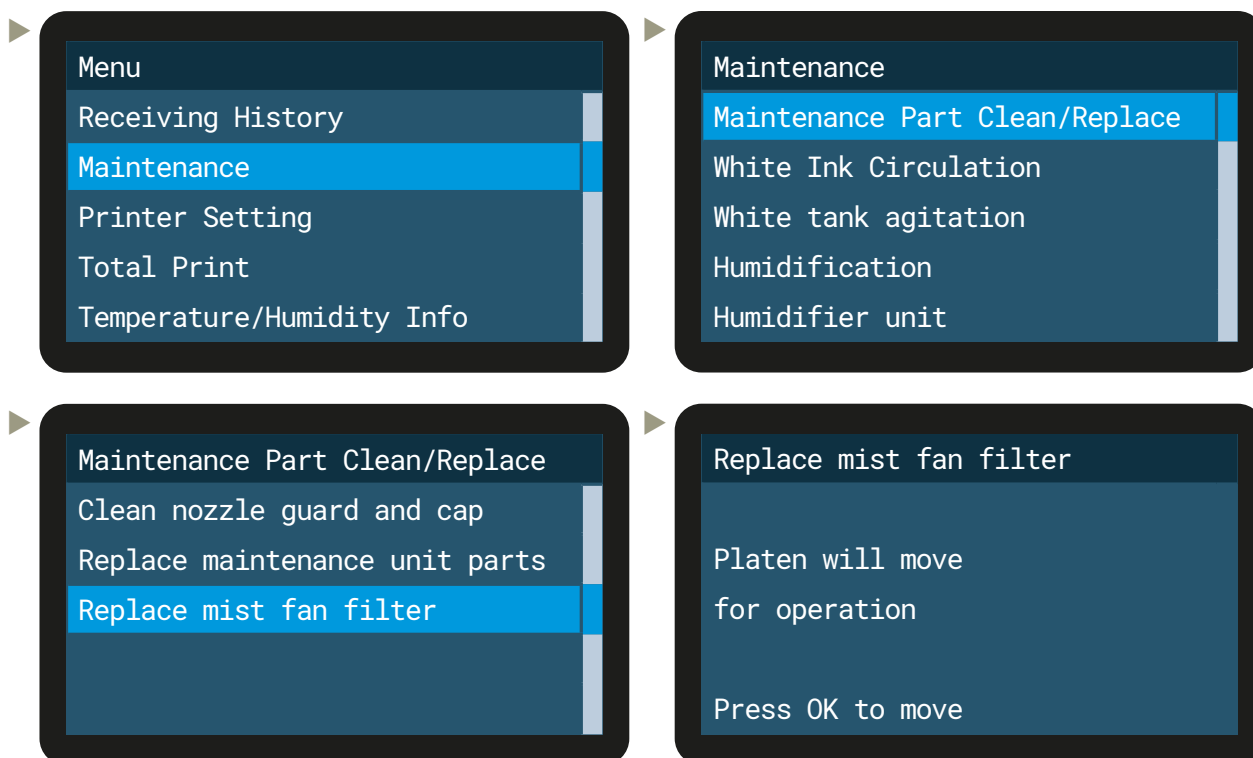 Menu
Receiving History
Maintenance
Printer Setting
Total Print
Temperature/Humidity Info
Maintenance
Maintenance Part Clean/Replace
White Ink Circulation
White tank agitation
Humidification
Humidifier unit
Maintenance Part Clean/Replace
Clean nozzle guard and cap
Replace maintenance unit parts
Replace mist fan filter
Replace mist fan filter
Platen will move
for operation
Press OK to move